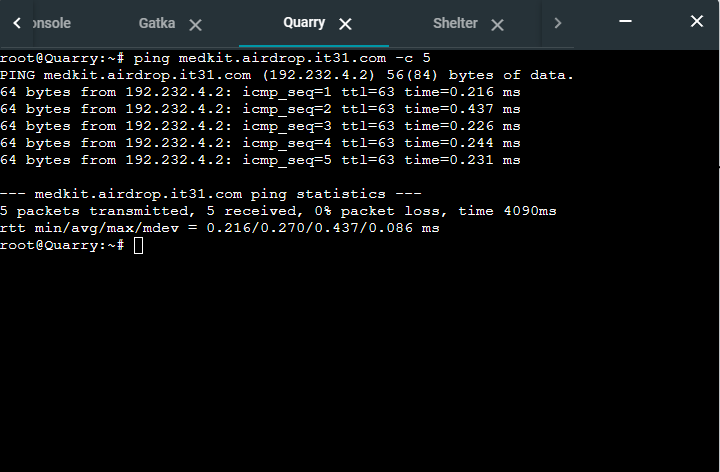 onsole Gatka Quarry Shelter
root@Quarry:~# ping medkit.airdrop.it31.com -c 5
PING medkit.airdrop.it31.com (192.232.4.2) 56(84) bytes of data.
64 bytes from 192.232.4.2: icmp_seq=1 ttl=63 time=0.216 ms
64 bytes from 192.232.4.2: icmp_seq=2 ttl=63 time=0.437 ms
64 bytes from 192.232.4.2: icmp_seq=3 ttl=63 time=0.226 ms
64 bytes from 192.232.4.2: icmp_seq=4 ttl=63 time=0.244 ms
64 bytes from 192.232.4.2: icmp_seq=5 ttl=63 time=0.231 ms
--- medkit.airdrop.it31.com ping statistics ---
5 packets transmitted, 5 received, 0% packet loss, time 4090ms
rtt min/avg/max/mdev = 0.216/0.270/0.437/0.086 ms
root@Quarry:~#